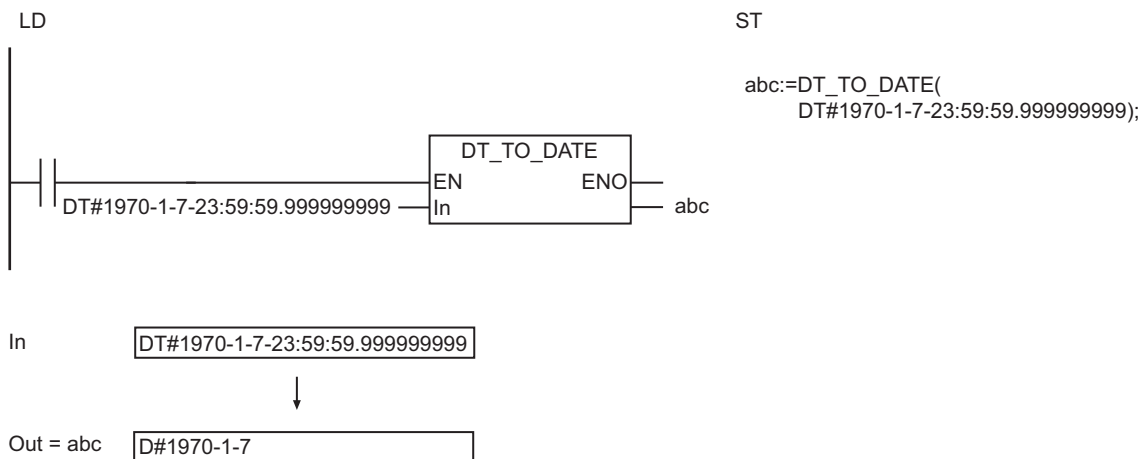 LD
ST
abc:=DT_TO_DATE(
DT#1970-1-7-23:59:59.999999999);
DT_TO_DATE
EN
ENO
DT#1970-1-7-23:59:59.999999999
In
abc
In
DT#1970-1-7-23:59:59.999999999
Out = abc
D#1970-1-7